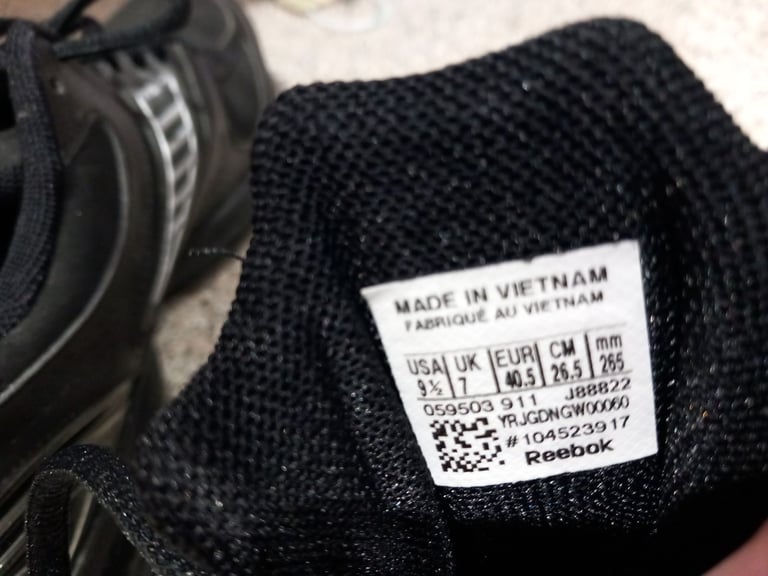 MADE IN VIETNAM
FABRIQUÉ AU VIETNAM
USA UK EUR CM mm
9½ 7 40.5 26.5 265
059503 911 J88822
YRJGDNGW00060
#104523917
Reebok